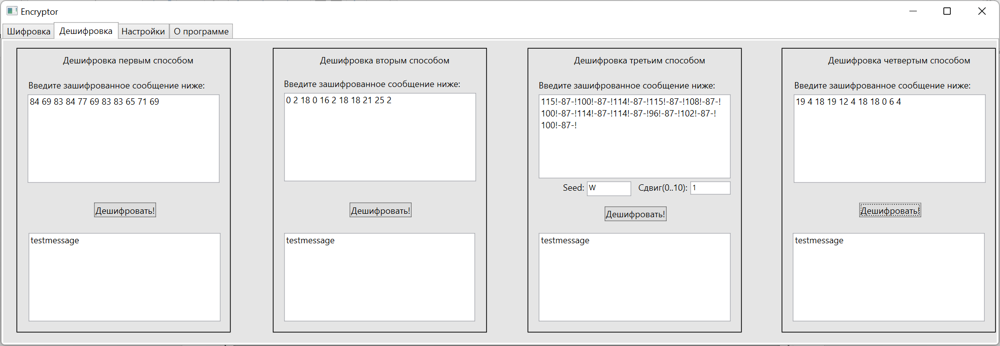 Encryptor
Шифровка Дешифровка Настройки О программе
Дешифровка первым способом
Введите зашифрованное сообщение ниже:
84 69 83 84 77 69 83 83 65 71 69
Дешифровать!
testmessage
Дешифровка вторым способом
Введите зашифрованное сообщение ниже:
0 2 18 0 16 2 18 18 21 25 2
Дешифровать!
testmessage
Дешифровка третьим способом
Введите зашифрованное сообщение ниже:
115!-87-!100!-87-!114!-87-!115!-87-!108!-87-!
100!-87-!114!-87-!114!-87-!96!-87-!102!-87-!
100!-87-!
Seed: W Сдвиг(0..10): 1
Дешифровать!
testmessage
Дешифровка четвертым способом
Введите зашифрованное сообщение ниже:
19 4 18 19 12 4 18 18 0 6 4
Дешифровать!
testmessage